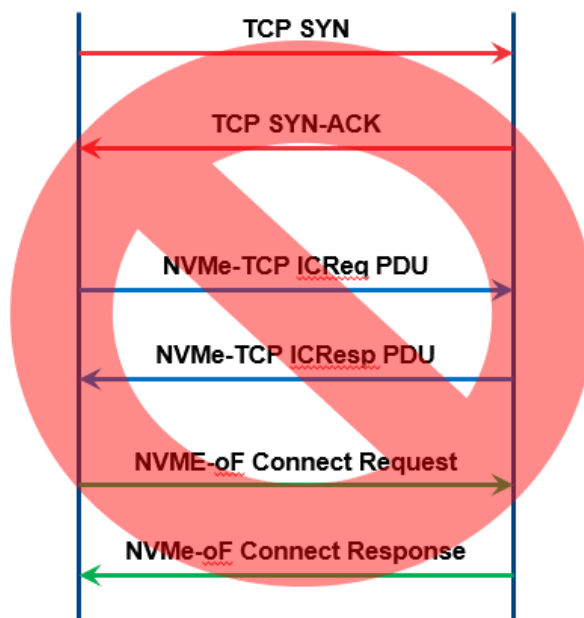 TCP SYN
TCP SYN-ACK
NVMe-TCP ICReq PDU
NVMe-TCP ICResp PDU
NVME-oF Connect Request
NVMe-oF Connect Response